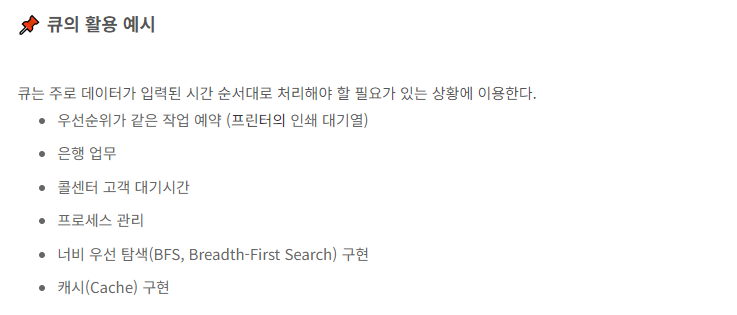 큐의 활용 예시
큐는 주로 데이터가 입력된 시간 순서대로 처리해야 할 필요가 있는 상황에 이용한다.
우선순위가 같은 작업 예약 (프린터의 인쇄 대기열)
은행 업무
콜센터 고객 대기시간
프로세스 관리
너비 우선 탐색(BFS, Breadth-First Search) 구현
캐시(Cache) 구현